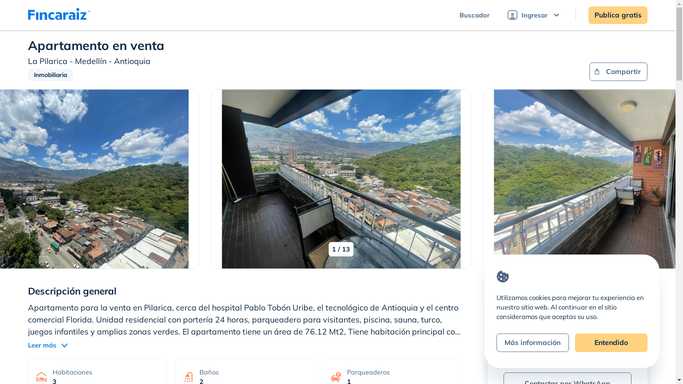 Fincaraiz
Buscador
Ingresar
Publica gratis
Apartamento en venta
La Pilarica - Medellín - Antioquia
Inmobiliaria
Compartir
1 / 13
Descripción general
Apartamento para la venta en Pilarica, cerca del hospital Pablo Tobón Uribe, el tecnológico de Antioquia y el centro
comercial Florida. Unidad residencial con portería 24 horas, parqueadero para visitantes, piscina, sauna, turco,
juegos infantiles y amplias zonas verdes. El apartamento tiene un área de 76.12 Mt2, Tiene habitación principal co...
Leer más
Habitaciones
3
Baños
2
Parqueaderos
1
Utilizamos cookies para mejorar tu experiencia en
nuestro sitio web. Al continuar en el sitio
consideramos que aceptas su uso.
Más información
Entendido
Contactar por WhatsApp